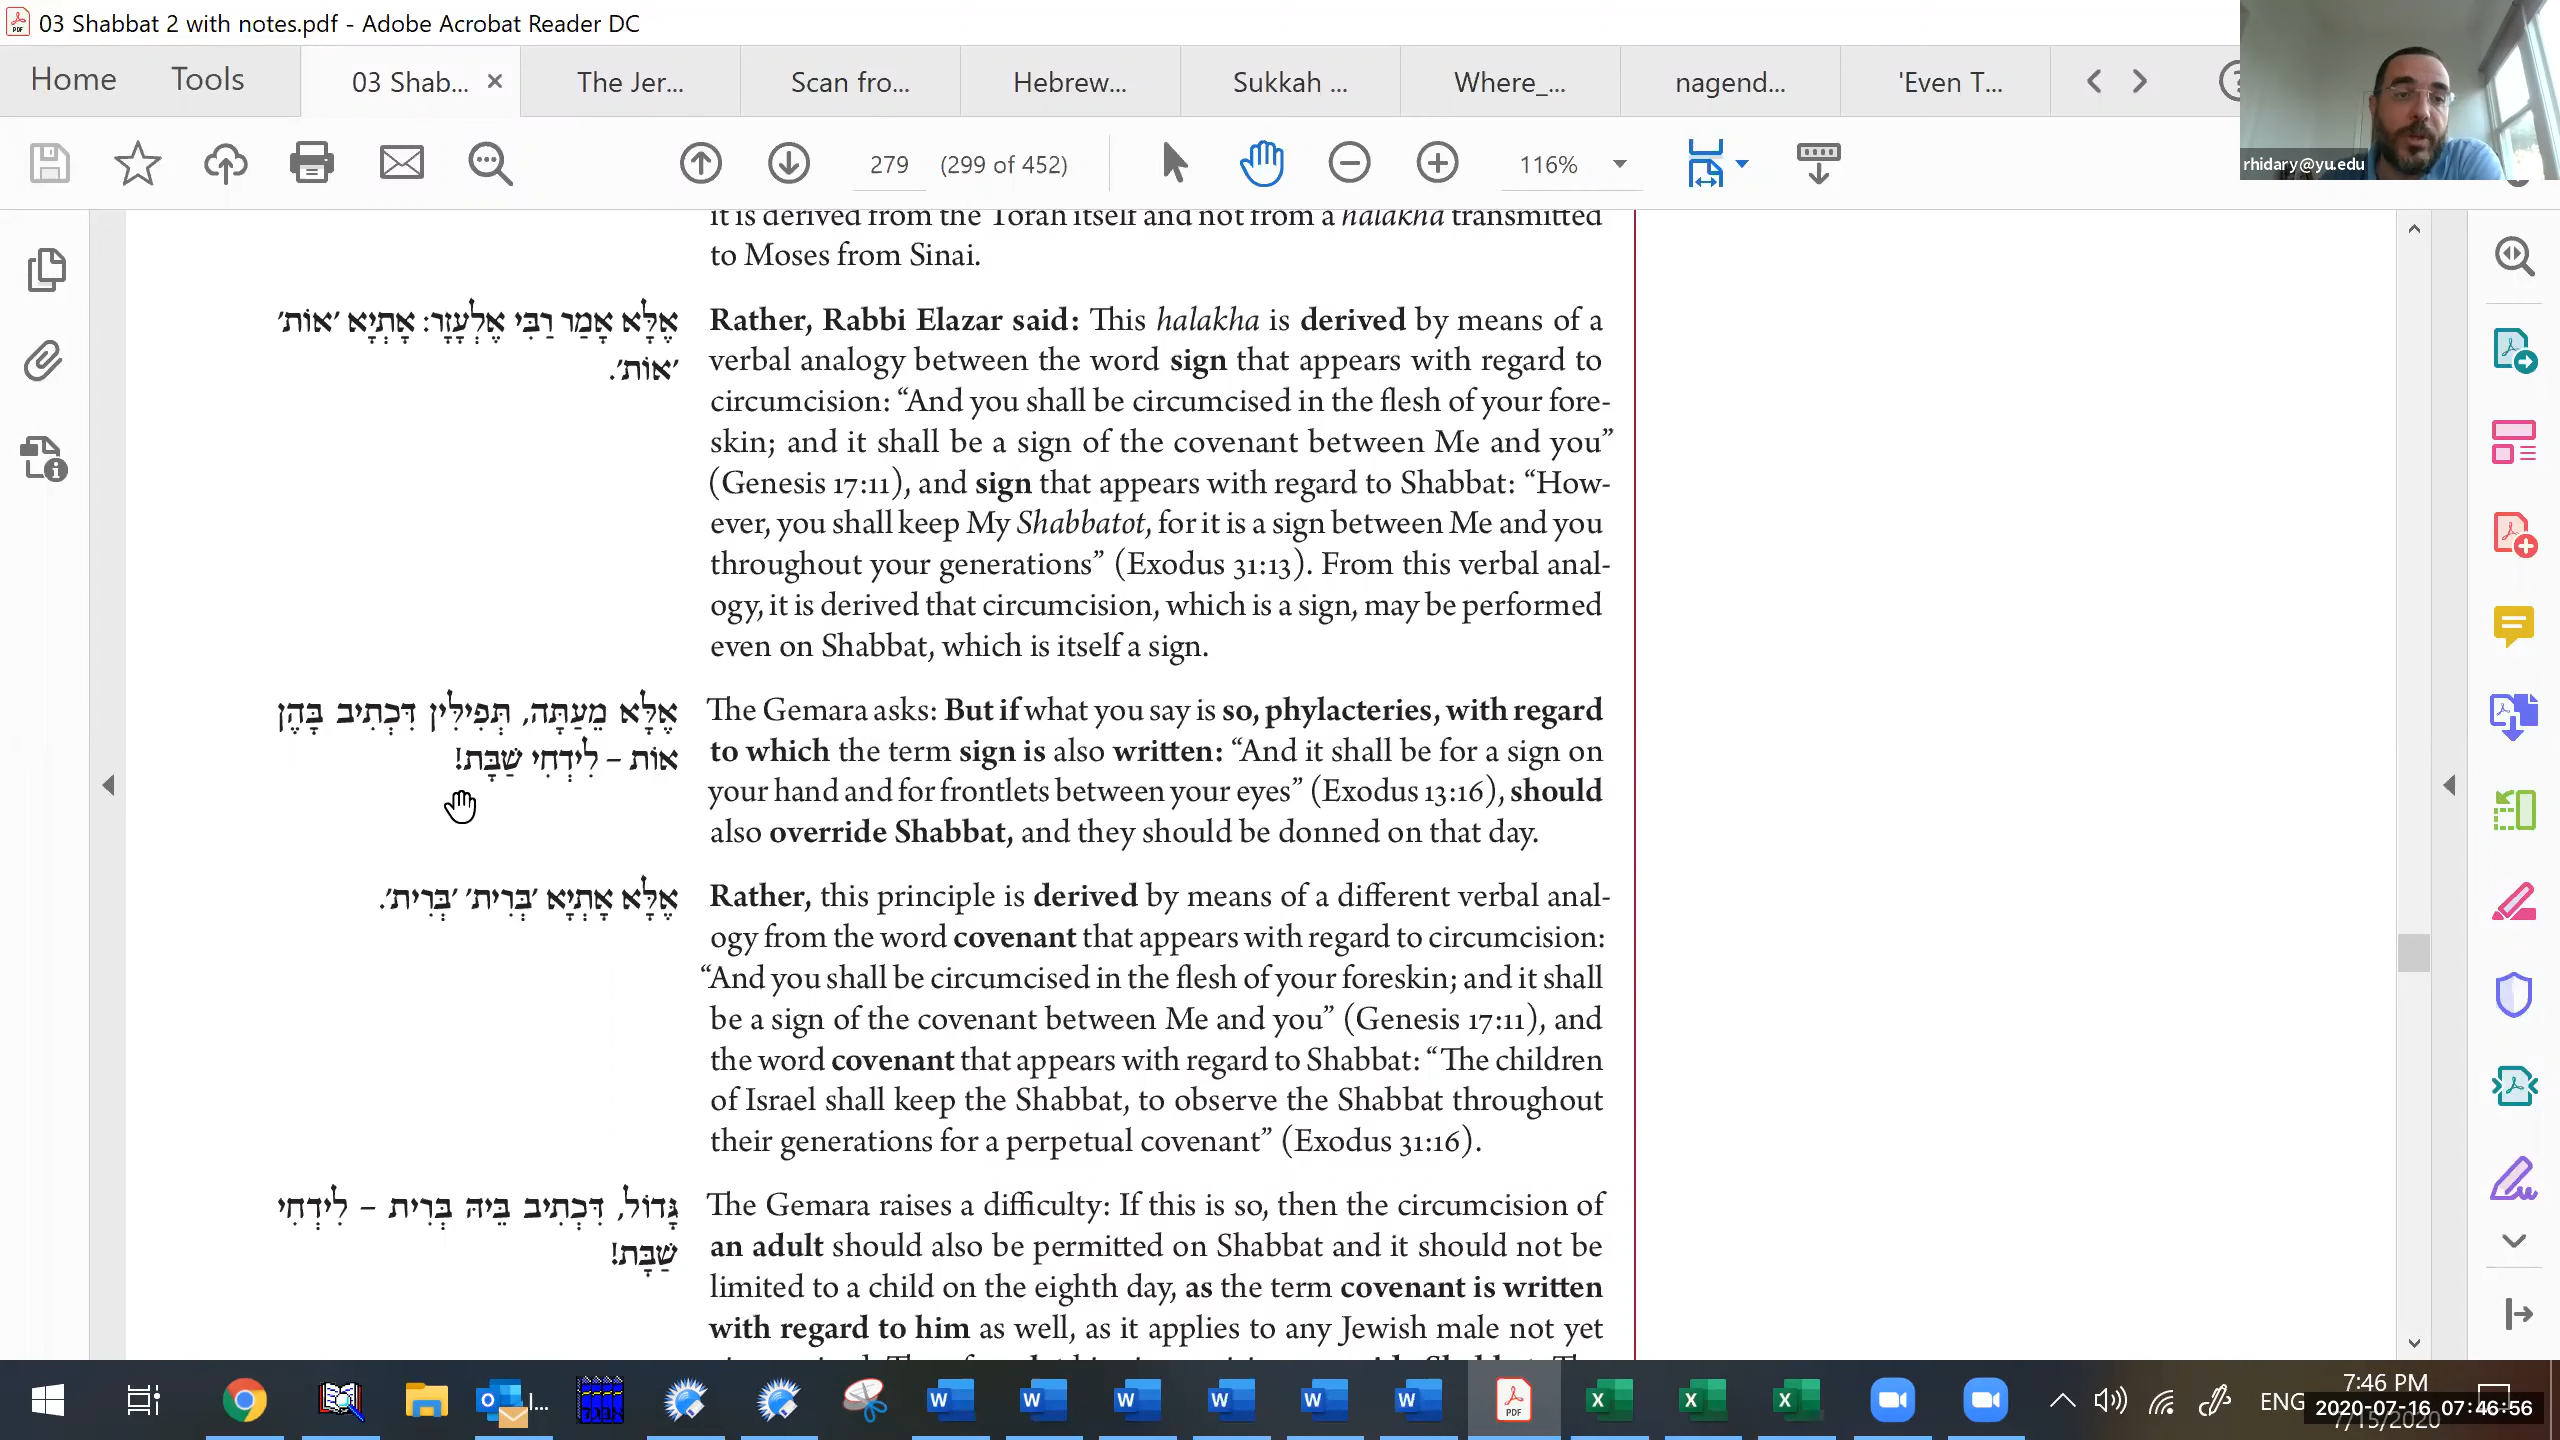 03 Shabbat 2 with notes.pdf - Adobe Acrobat Reader DC
Home
Tools
03 Shab...
The Jer...
Scan fro...
Hebrew...
Sukkah ...
Where_...
nagend...
'Even T...
279
(299 of 452)
116%
rhidary@yu.edu
it is derived from the Torah itself and not from a halakha transmitted
to Moses from Sinai.
אֶלָּא אָמַר רַבִּי אֶלְעָזָר: אָתְיָא ׳אוֹת׳
׳אוֹת׳.
Rather, Rabbi Elazar said: This halakha is derived by means of a
verbal analogy between the word sign that appears with regard to
circumcision: “And you shall be circumcised in the flesh of your fore-
skin; and it shall be a sign of the covenant between Me and you”
(Genesis 17:11), and sign that appears with regard to Shabbat: “How-
ever, you shall keep My Shabbatot, for it is a sign between Me and you
throughout your generations” (Exodus 31:13). From this verbal anal-
ogy, it is derived that circumcision, which is a sign, may be performed
even on Shabbat, which is itself a sign.
אֶלָּא מֵעַתָּה, תְּפִילִּין דִּכְתִיב בָּהֶן
אוֹת – לִידְחִי שַׁבָּת!
The Gemara asks: But if what you say is so, phylacteries, with regard
to which the term sign is also written: “And it shall be for a sign on
your hand and for frontlets between your eyes” (Exodus 13:16), should
also override Shabbat, and they should be donned on that day.
אֶלָּא אָתְיָא ׳בְּרִית׳ ׳בְּרִית׳.
Rather, this principle is derived by means of a different verbal anal-
ogy from the word covenant that appears with regard to circumcision:
“And you shall be circumcised in the flesh of your foreskin; and it shall
be a sign of the covenant between Me and you” (Genesis 17:11), and
the word covenant that appears with regard to Shabbat: “The children
of Israel shall keep the Shabbat, to observe the Shabbat throughout
their generations for a perpetual covenant” (Exodus 31:16).
גָּדוֹל, דִּכְתִיב בֵּיהּ בְּרִית – לִידְחִי
שַׁבָּת!
The Gemara raises a difficulty: If this is so, then the circumcision of
an adult should also be permitted on Shabbat and it should not be
limited to a child on the eighth day, as the term covenant is written
with regard to him as well, as it applies to any Jewish male not yet
ENG
7:46 PM
2020-07-16 07:46:56
7/15/2020